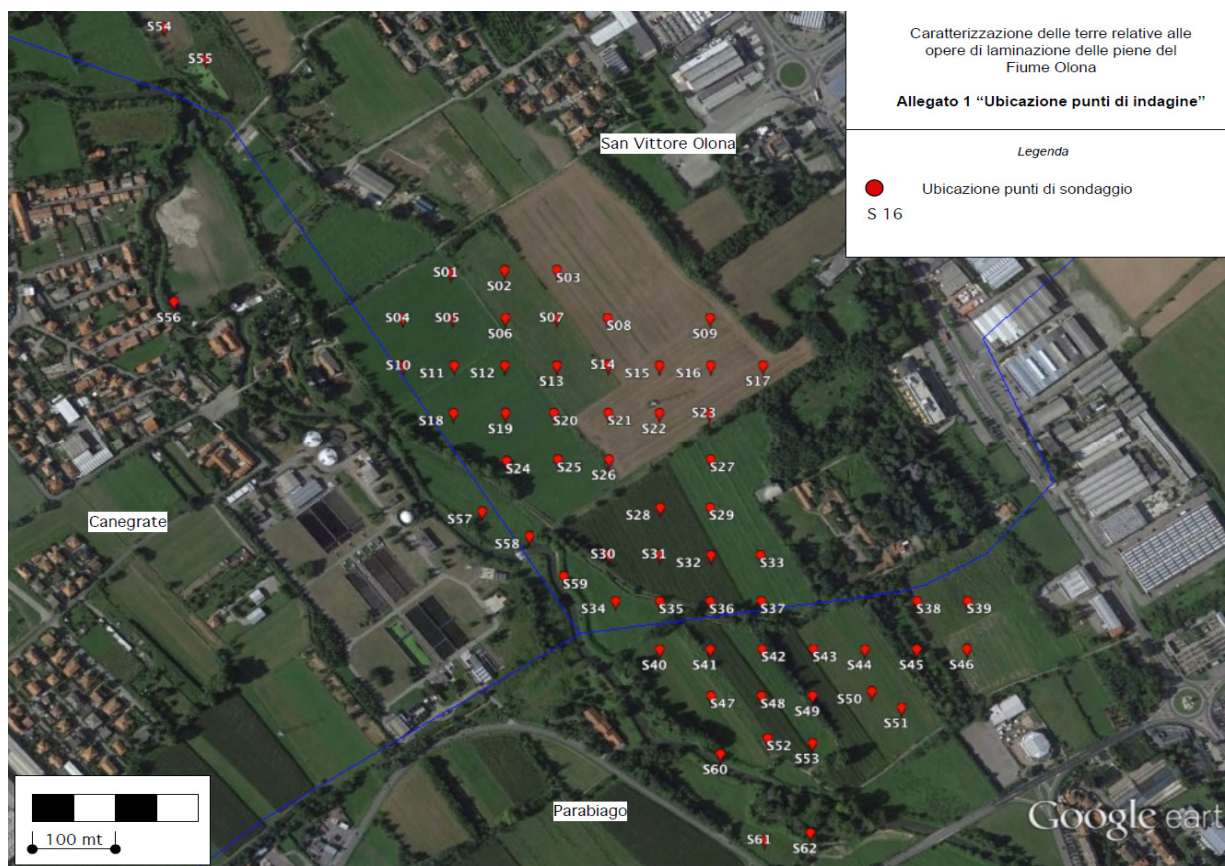 S54
S55
Caratterizzazione delle terre relative alle
opere di laminazione delle piene del
Fiume Olona
Allegato 1 “Ubicazione punti di indagine”
Legenda
Ubicazione punti di sondaggio
S 16
San Vittore Olona
S01
S02
S03
S56
S04
S05
S06
S07
S08
S09
S10
S11
S12
S13
S14
S15
S16
S17
S18
S19
S20
S21
S22
S23
S24
S25
S26
S27
Canegrate
S57
S28
S29
S58
S30
S31
S32
S33
S59
S34
S35
S36
S37
S38
S39
S40
S41
S42
S43
S44
S45
S46
S47
S48
S49
S50
S51
S52
S53
S60
Parabiago
100 mt
S61
S62
Google eart